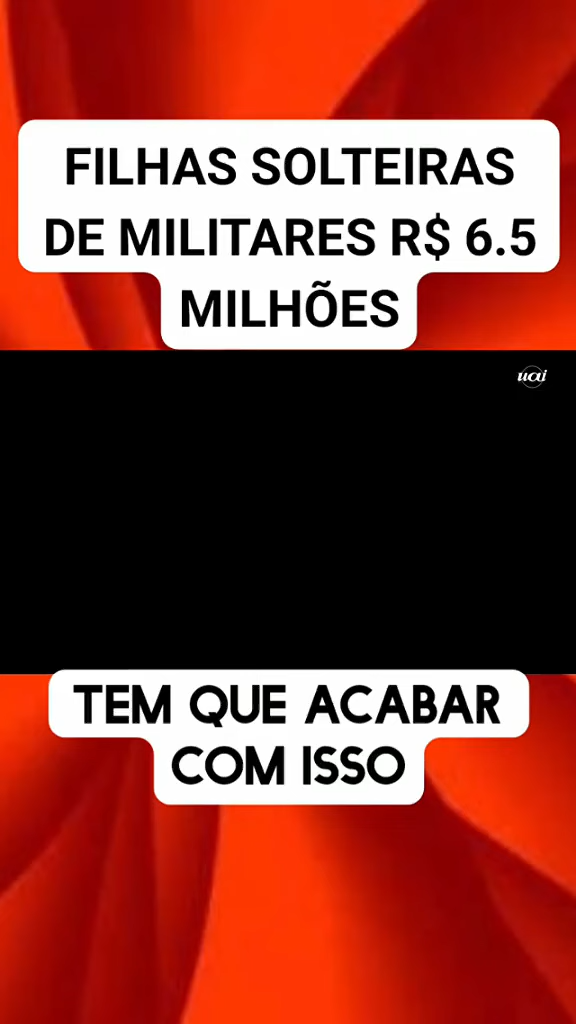 FILHAS SOLTEIRAS
DE MILITARES R$ 6.5
MILHÕES
uai
TEM QUE ACABAR
COM ISSO